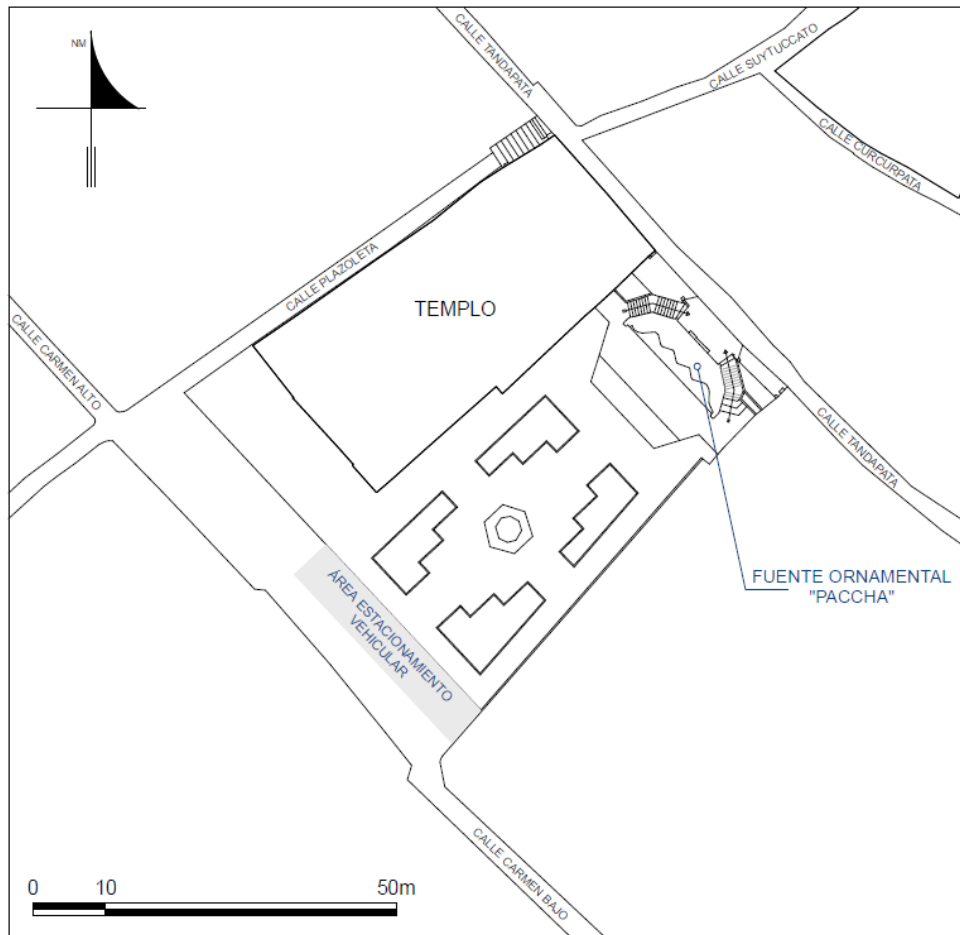 NM
CALLE TANDAPATA
CALLE SUYTUCCATO
CALLE CURCURPATA
CALLE PLAZOLETA
TEMPLO
CALLE CARMEN ALTO
CALLE TANDAPATA
FUENTE ORNAMENTAL
"PACCHA"
ÁREA ESTACIONAMIENTO
VEHICULAR
CALLE CARMEN BAJO
0 10 50m